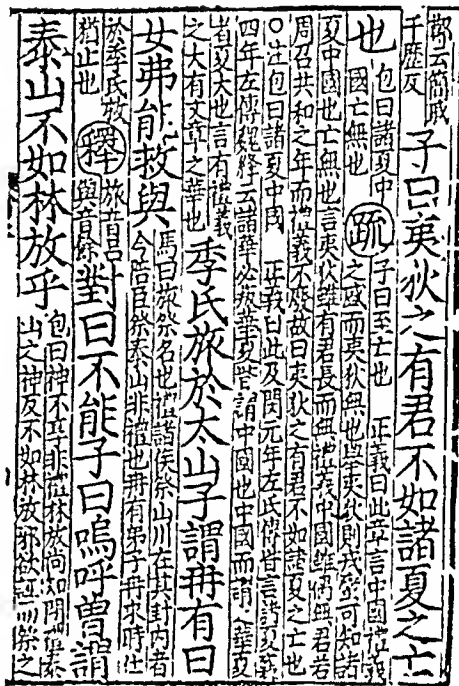 鄭云簡戚
千歷反
子曰夷狄之有君不如諸夏之亡
也
包曰諸夏中
國亡無也
疏
子曰至亡也　正義曰此章言中國禮義
之盛而夷狄無也舉夷狄則戎蠻可知諸
夏中國也亡無也言夷狄雖有君長而無禮義中國雖偶無君若
周召共和之年而禮義不廢故曰夷狄之有君不如諸夏之亡也
○注包曰諸夏中國　正義曰此及閔元年左氏傳皆言諸夏襄
四年左傳魏絳云諸華必叛華夏皆謂中國也中國而謂之華夏
者夏大也言有禮義
之大有文章之華也
季氏旅於太山子謂冉有曰
女弗能救與
馬曰旅祭名也禮諸侯祭山川在其封內者
今陪臣祭泰山非禮也冉有弟子冉求時仕
於季氏救
猶止也
釋
旅音呂
與音餘
對曰不能子曰嗚呼曾謂
泰山不如林放乎
包曰神不享非禮林放尚知問禮泰
山之神反不如林放邪欲誣而祭之